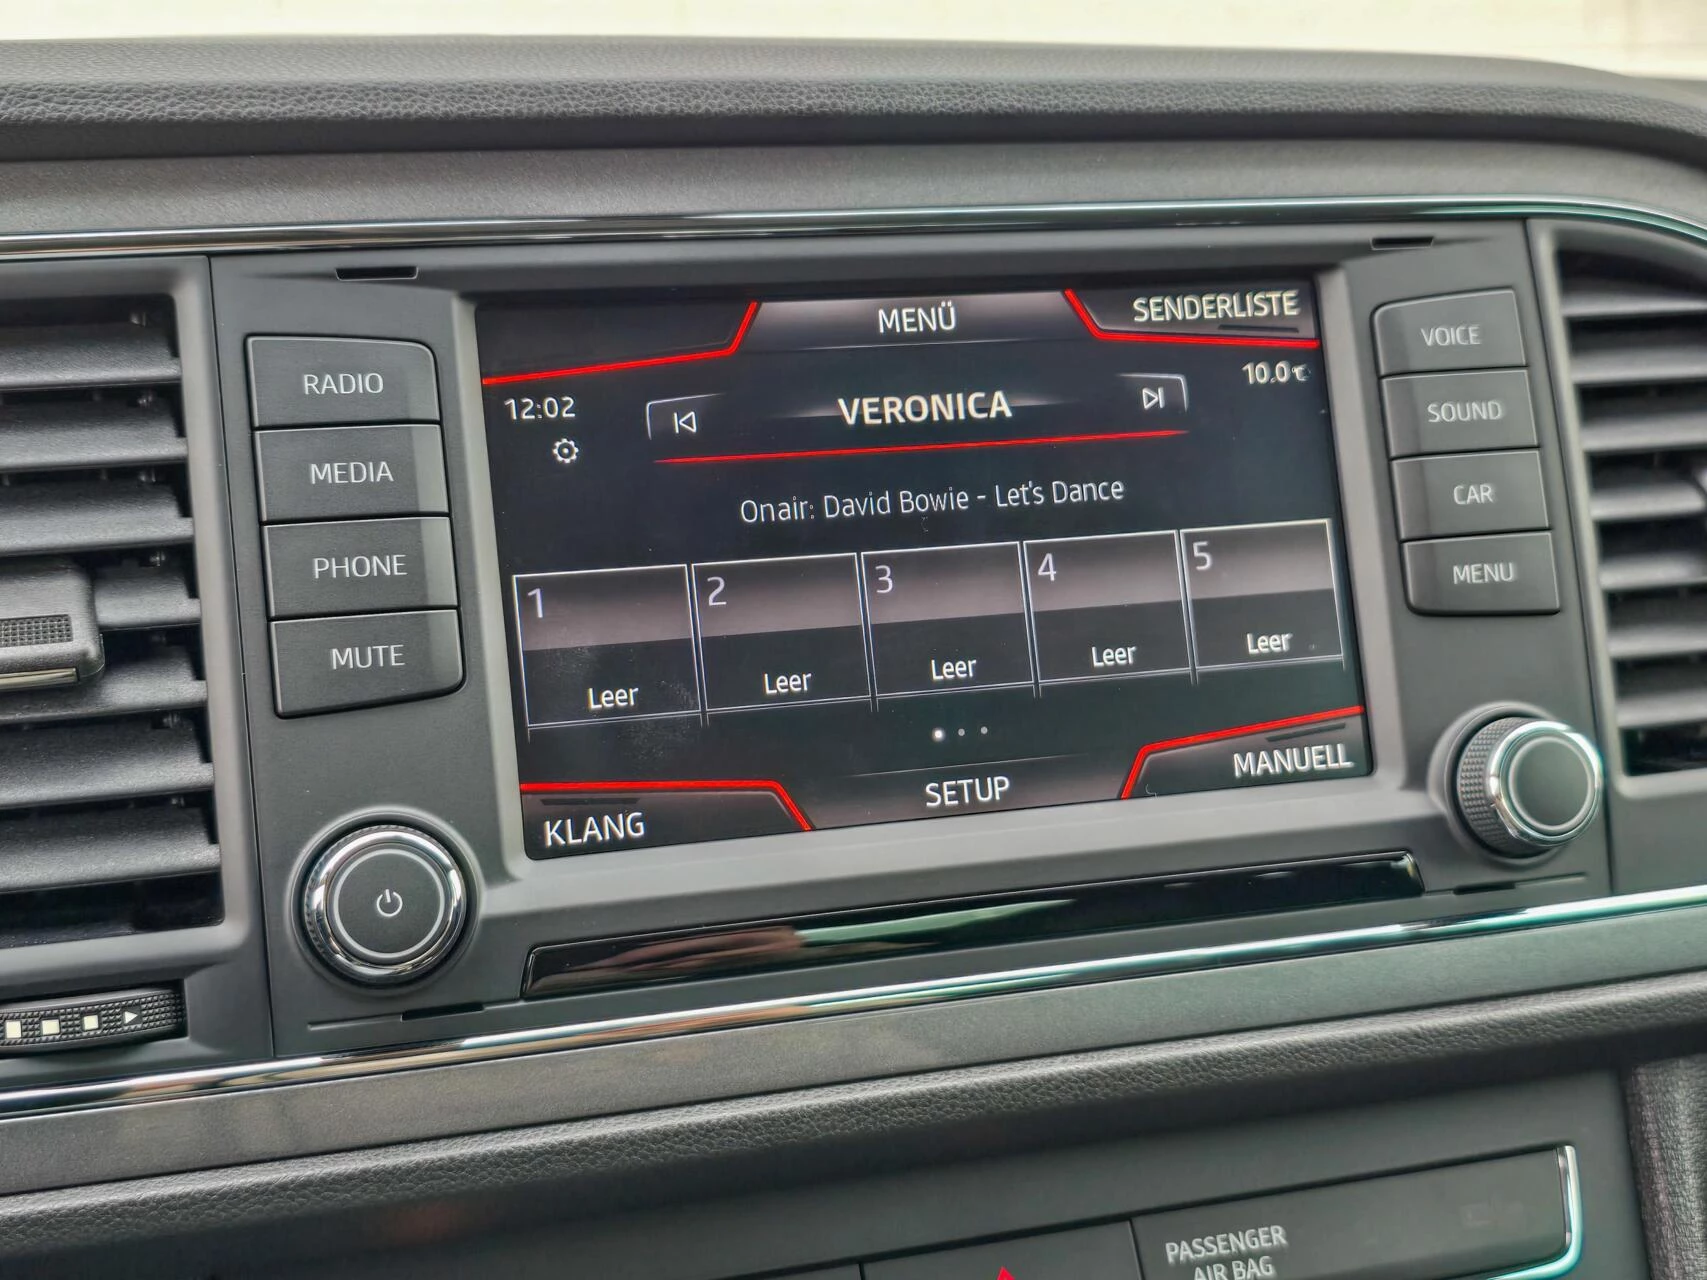 MENÜ
SENDERLISTE
12:02
VERONICA
10.0°C
Onair: David Bowie - Let's Dance
1
2
3
4
5
Leer
Leer
Leer
Leer
Leer
KLANG
SETUP
MANUELL
RADIO
MEDIA
PHONE
MUTE
VOICE
SOUND
CAR
MENU
PASSENGER
AIR BAG